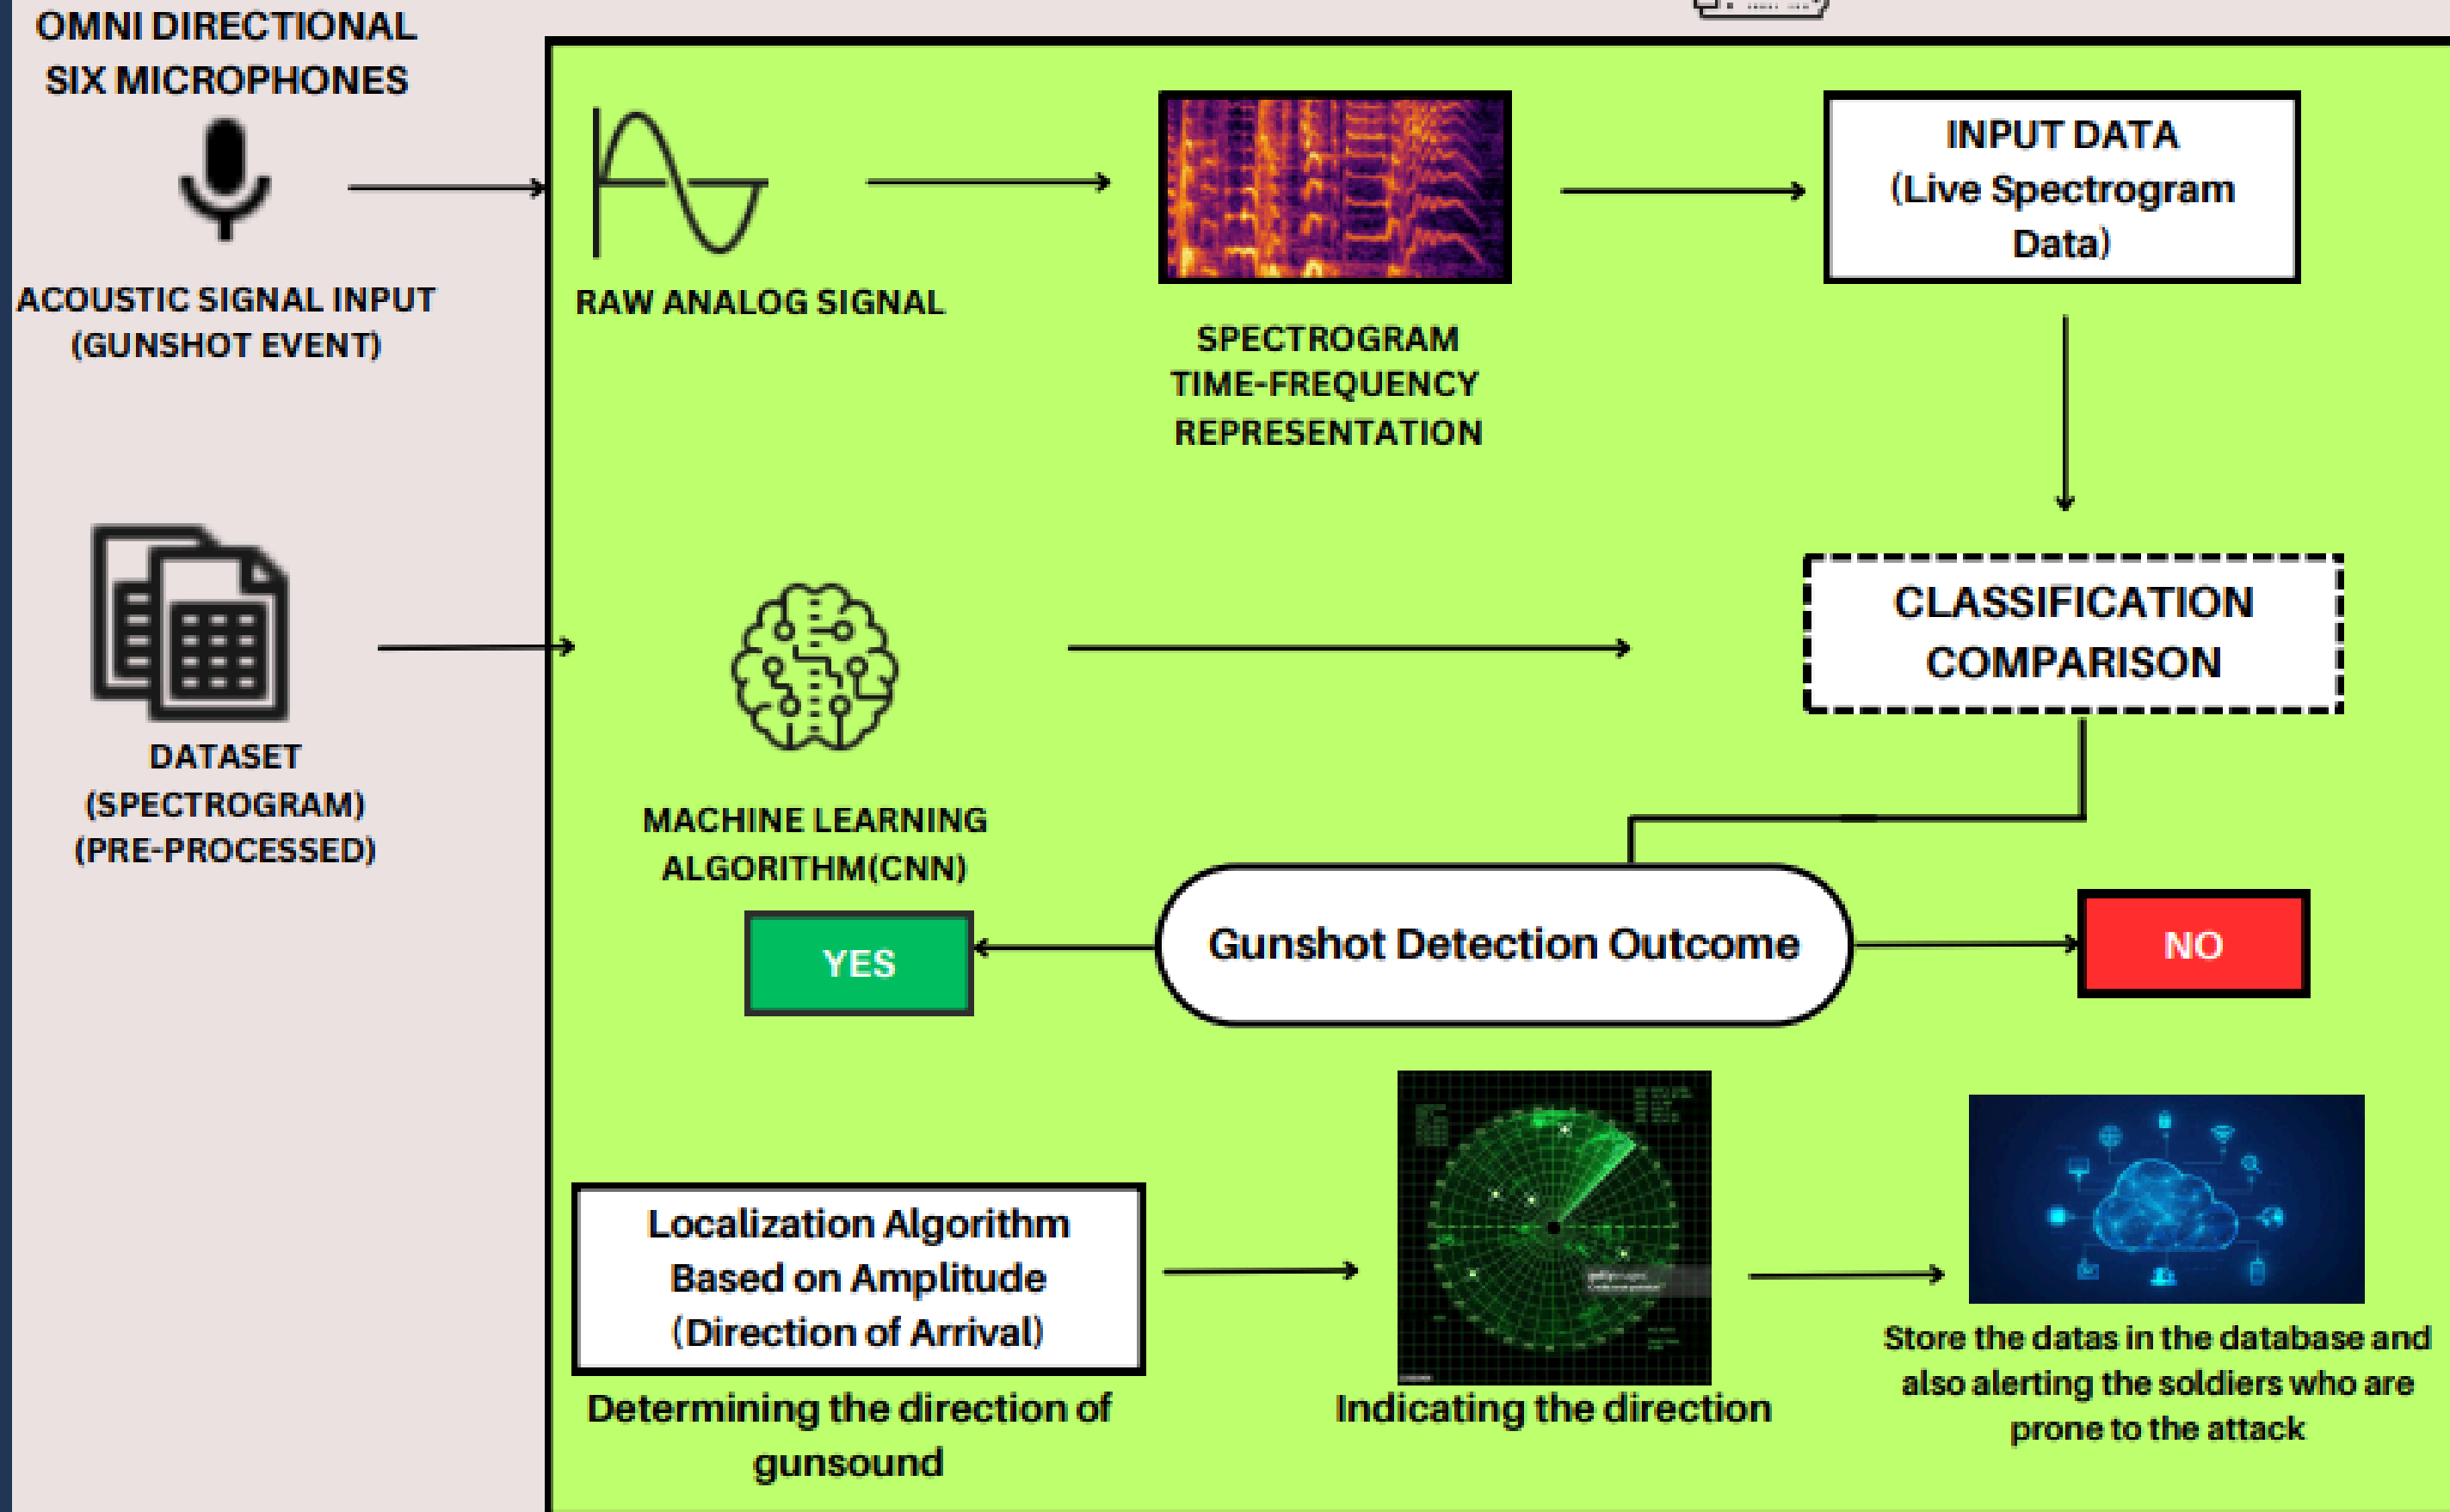 OMNI DIRECTIONAL
SIX MICROPHONES
ACOUSTIC SIGNAL INPUT
(GUNSHOT EVENT)
RAW ANALOG SIGNAL
SPECTROGRAM
TIME-FREQUENCY
REPRESENTATION
INPUT DATA
(Live Spectrogram
Data)
DATASET
(SPECTROGRAM)
(PRE-PROCESSED)
MACHINE LEARNING
ALGORITHM(CNN)
CLASSIFICATION
COMPARISON
YES
Gunshot Detection Outcome
NO
Localization Algorithm
Based on Amplitude
(Direction of Arrival)
Determining the direction of
gunsound
Indicating the direction
Store the datas in the database and
also alerting the soldiers who are
prone to the attack